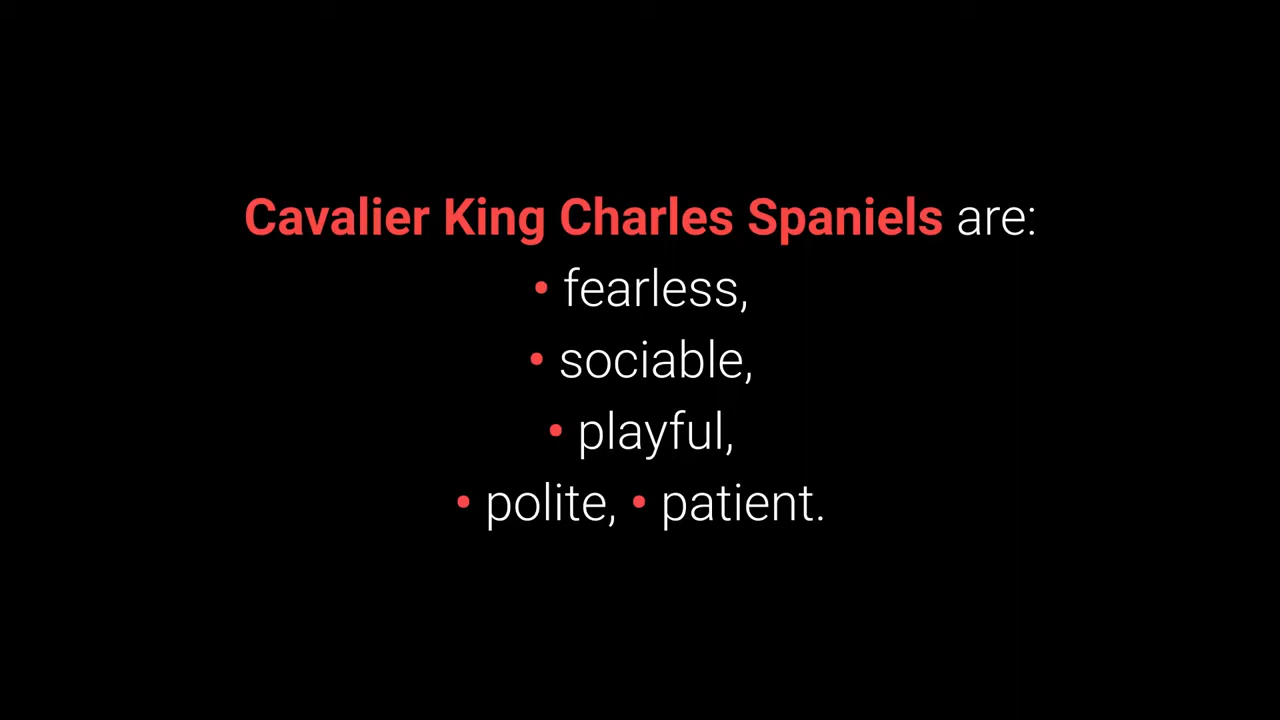 Cavalier King Charles Spaniels are:
• fearless,
• sociable,
• playful,
• polite, • patient.